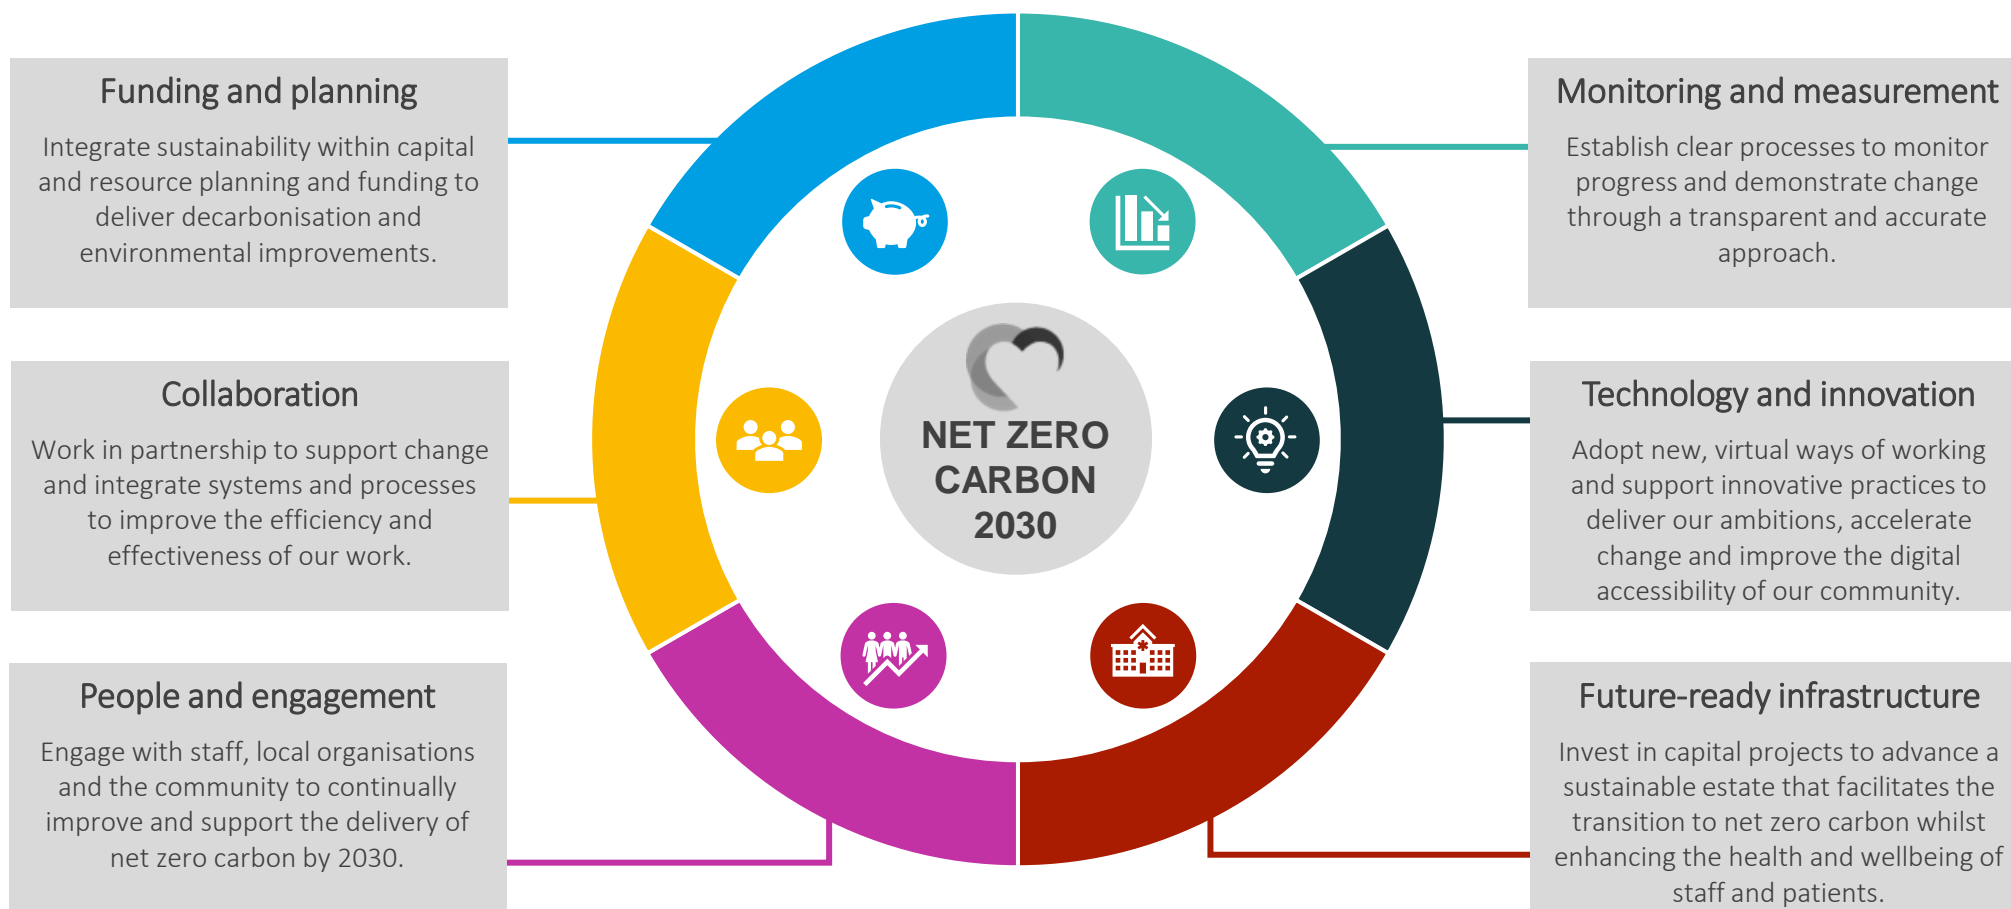 Funding and planning
Integrate sustainability within capital
and resource planning and funding to
deliver decarbonisation and
environmental improvements.
Collaboration
Work in partnership to support change
and integrate systems and processes
to improve the efficiency and
effectiveness of our work.
People and engagement
Engage with staff, local organisations
and the community to continually
improve and support the delivery of
net zero carbon by 2030.
NET ZERO
CARBON
2030
Monitoring and measurement
Establish clear processes to monitor
progress and demonstrate change
through a transparent and accurate
approach.
Technology and innovation
Adopt new, virtual ways of working
and support innovative practices to
deliver our ambitions, accelerate
change and improve the digital
accessibility of our community.
Future-ready infrastructure
Invest in capital projects to advance a
sustainable estate that facilitates the
transition to net zero carbon whilst
enhancing the health and wellbeing of
staff and patients.